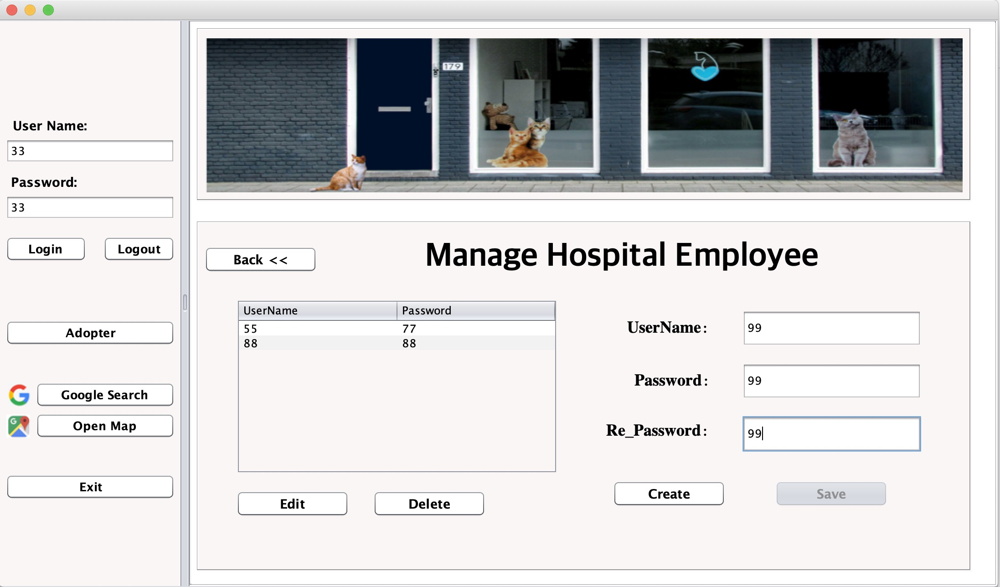 User Name:
33
Password:
33
Login
Logout
Adopter
Google Search
G
Open Map
Exit
179
Back <<
Manage Hospital Employee
UserName Password
55 77
88 88
Edit
Delete
UserName:
99
Password:
99
Re_Password:
99
Create
Save